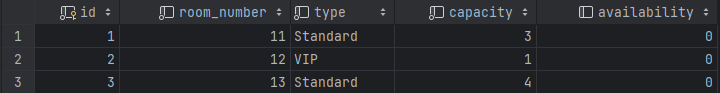 id room_number type capacity availability
1 1 11 Standard 3 0
2 2 12 VIP 1 0
3 3 13 Standard 4 0